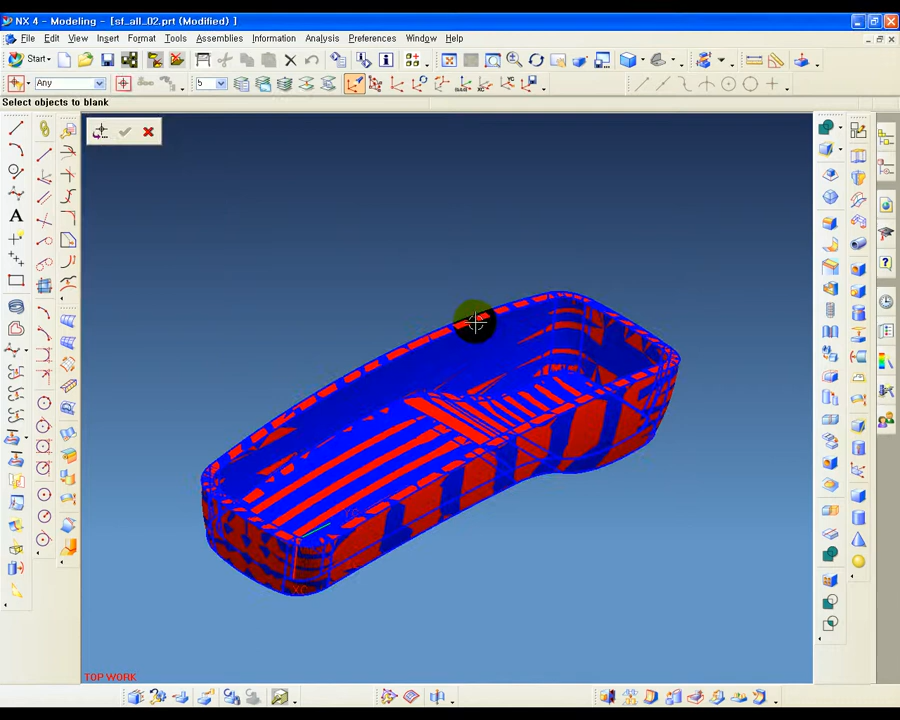 NX 4 - Modeling - [sf_all_02.prt (Modified) ]
File Edit View Insert Format Tools Assemblies Information Analysis Preferences Window Help
Start
Any
5
Select objects to blank
A
TOP WORK